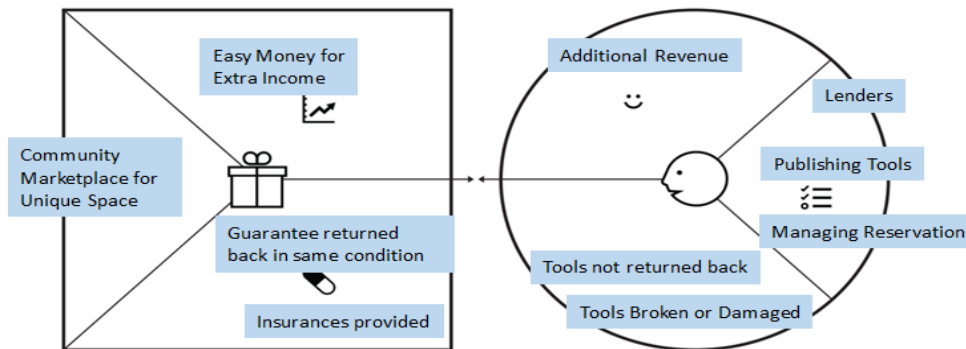 Easy Money for
Extra Income
Community
Marketplace for
Unique Space
Guarantee returned
back in same condition
Insurances provided
Additional Revenue
Lenders
Publishing Tools
Managing Reservation
Tools not returned back
Tools Broken or Damaged